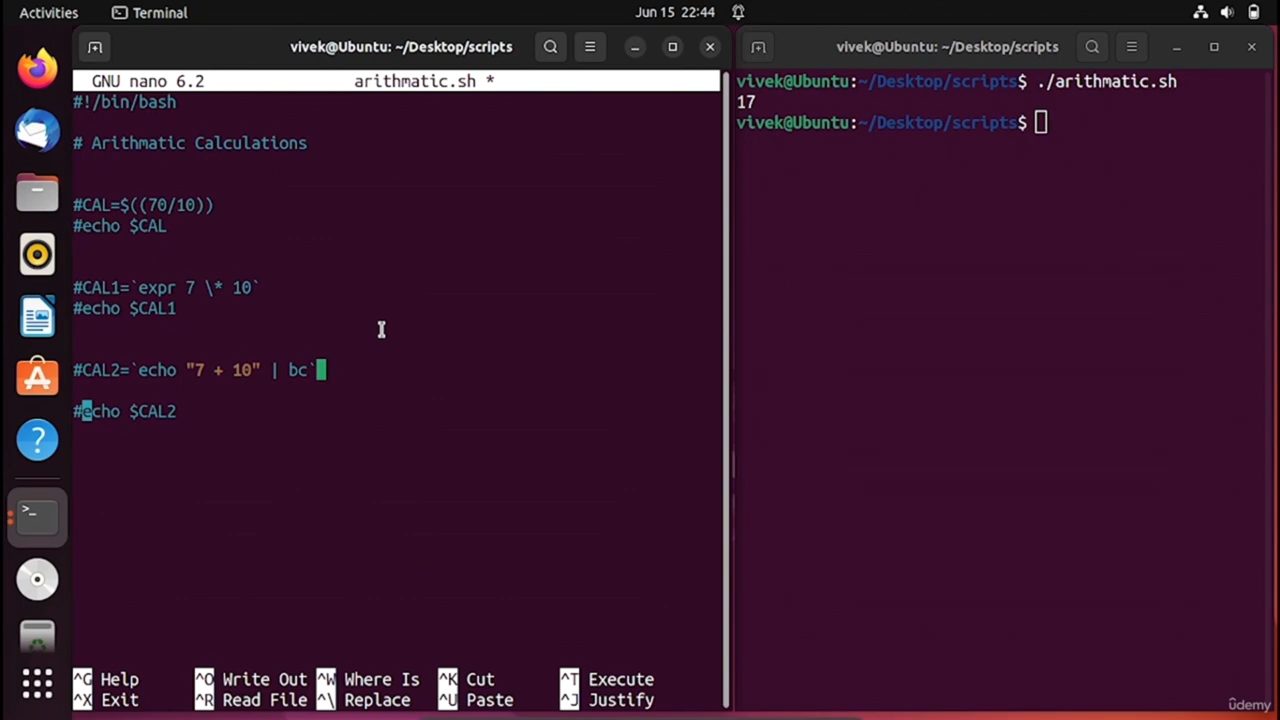 Activities Terminal Jun 15 22:44
vivek@Ubuntu: ~/Desktop/scripts
GNU nano 6.2 arithmatic.sh *
#!/bin/bash
# Arithmatic Calculations
#CAL=$((70/10))
#echo $CAL
#CAL1=`expr 7 \* 10`
#echo $CAL1
#CAL2=`echo "7 + 10" | bc`
#echo $CAL2
^G Help ^O Write Out ^W Where Is ^K Cut ^T Execute
^X Exit ^R Read File ^\ Replace ^U Paste ^J Justify
vivek@Ubuntu: ~/Desktop/scripts
vivek@Ubuntu:~/Desktop/scripts$ ./arithmatic.sh
17
vivek@Ubuntu:~/Desktop/scripts$
udemy